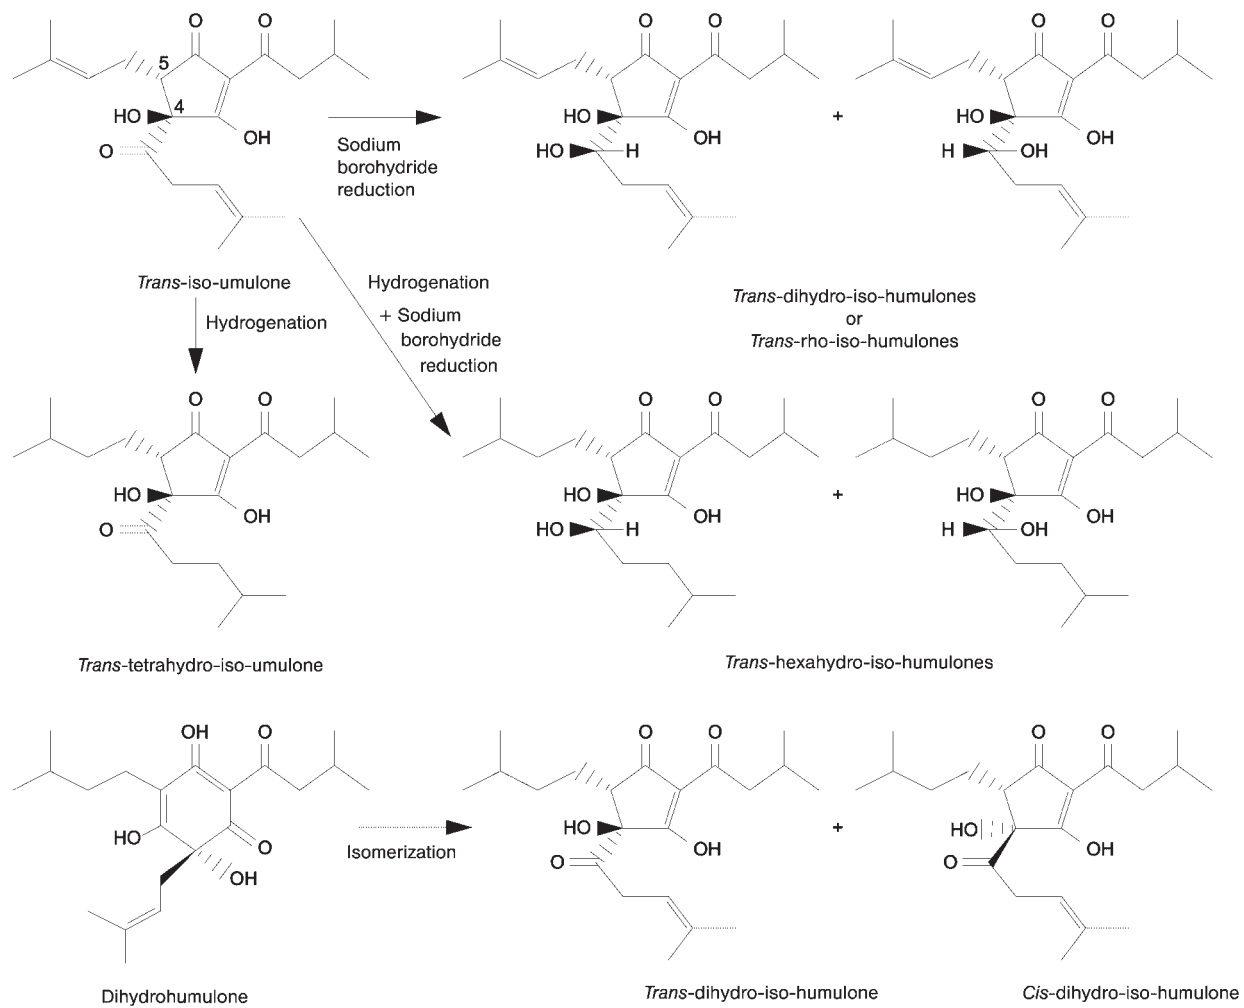 O O O O O O
5
HO 4 HO HO
OH OH OH
O HO H H OH
+
Sodium
borohydride
reduction
Trans-iso-umulone
Hydrogenation
Hydrogenation
+ Sodium
borohydride
reduction
Trans-dihydro-iso-humulones
or
Trans-rho-iso-humulones
O O O O O O
HO HO + HO
OH OH OH
O HO H H OH
Trans-tetrahydro-iso-umulone
Trans-hexahydro-iso-humulones
OH O O O O O
HO HO + HO
O OH OH
OH O O
Isomerization
Dihydrohumulone
Trans-dihydro-iso-humulone
Cis-dihydro-iso-humulone